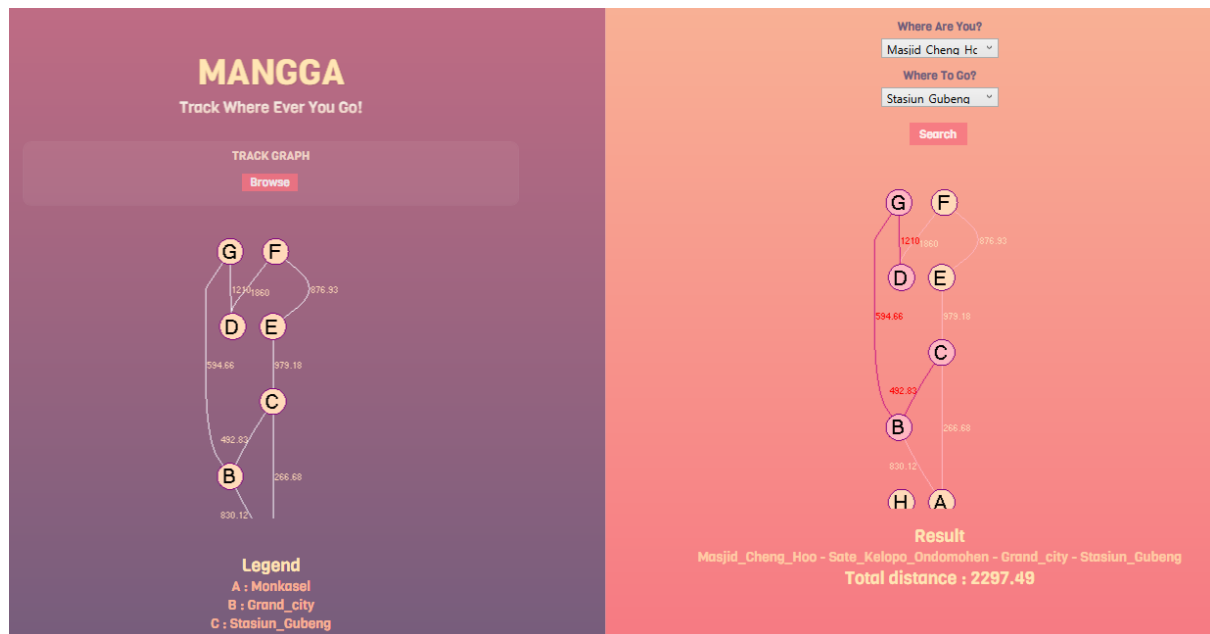 MANGGA
Track Where Ever You Go!
TRACK GRAPH
Browse
G F
1210 1860 876.93
D E
594.66 979.18
C
492.83
B 266.68
830.12
Legend
A : Monkasel
B : Grand_city
C : Stasiun_Gubeng
Where Are You?
Masjid_Cheng_Hc
Where To Go?
Stasiun_Gubeng
Search
G F
1210 1860 876.93
D E
594.66 979.18
C
492.83
B 266.68
830.12
H A
Result
Masjid_Cheng_Hoo - Sate_Kelopo_Ondomohen - Grand_city - Stasiun_Gubeng
Total distance : 2297.49